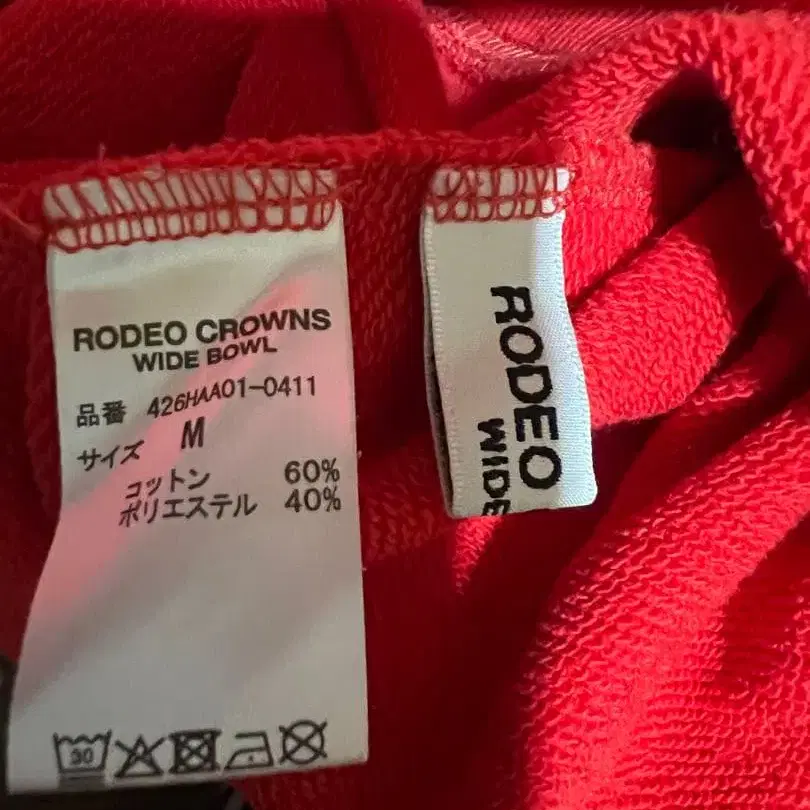 RODEO CROWNS
WIDE BOWL
品番 426HAA01-0411
サイズ M
コットン 60%
ポリエステル 40%
30
RODEO
WIDE